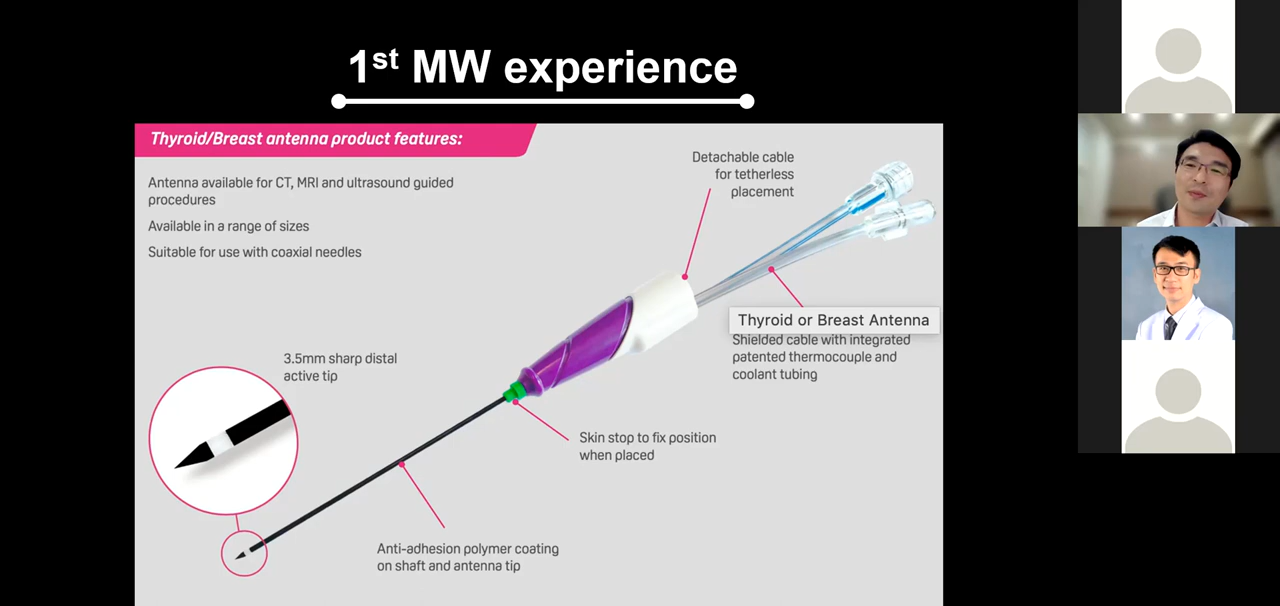 1st MW experience
Thyroid/Breast antenna product features:
Antenna available for CT, MRI and ultrasound guided
procedures
Available in a range of sizes
Suitable for use with coaxial needles
Detachable cable
for tetherless
placement
Thyroid or Breast Antenna
Shielded cable with integrated
patented thermocouple and
coolant tubing
3.5mm sharp distal
active tip
Skin stop to fix position
when placed
Anti-adhesion polymer coating
on shaft and antenna tip